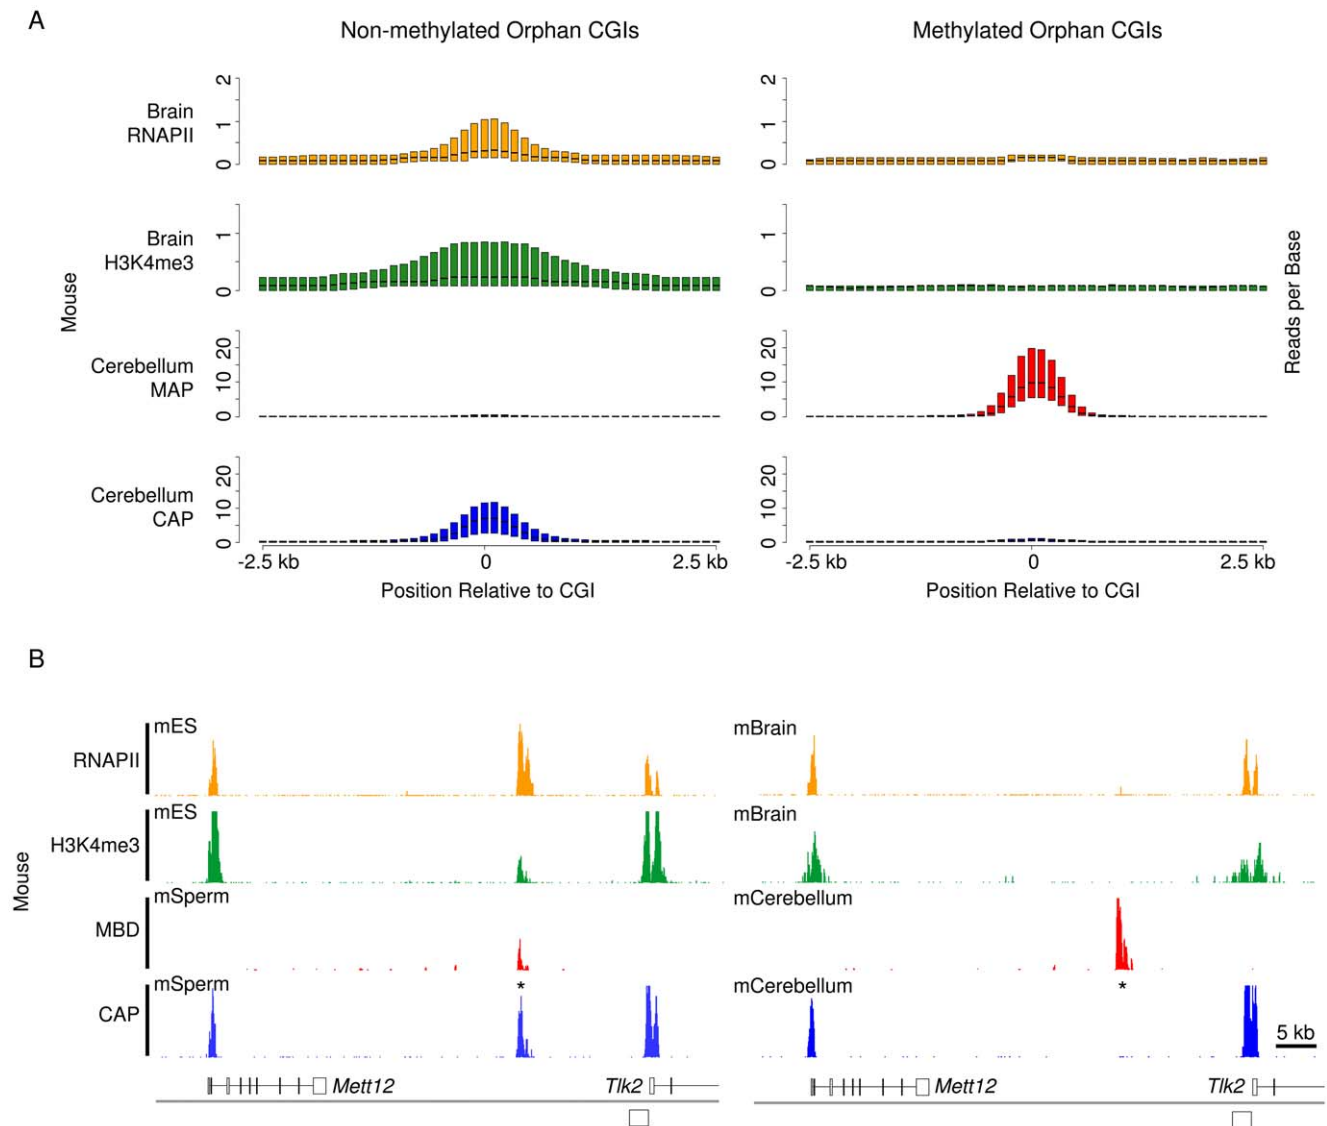 A
Non-methylated Orphan CGIs
Methylated Orphan CGIs
Mouse
Reads per Base
Brain
RNAPII
0 1 2
0 1 2
Brain
H3K4me3
0 1
0 1
Cerebellum
MAP
0 10 20
0 10 20
Cerebellum
CAP
0 10 20
0 10 20
-2.5 kb 0 2.5 kb
-2.5 kb 0 2.5 kb
Position Relative to CGI
Position Relative to CGI
B
Mouse
RNAPII
mES
mBrain
H3K4me3
mES
mBrain
MBD
mSperm
mCerebellum
*
*
CAP
mSperm
mCerebellum
5 kb
Mett12
Tlk2
Mett12
Tlk2